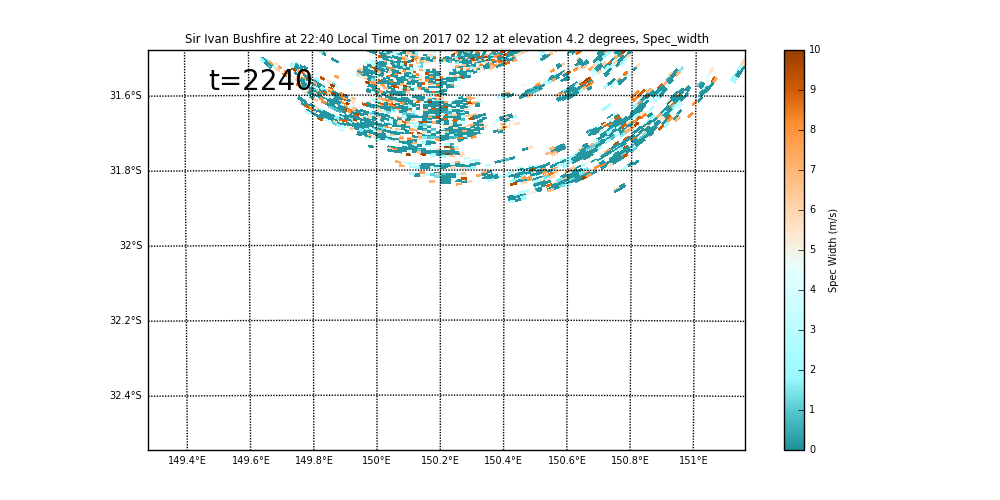 Sir Ivan Bushfire at 22:40 Local Time on 2017 02 12 at elevation 4.2 degrees, Spec_width
t=2240
31.6°S
31.8°S
32°S
32.2°S
32.4°S
149.4°E 149.6°E 149.8°E 150°E 150.2°E 150.4°E 150.6°E 150.8°E 151°E
10
9
8
7
6
5
4
3
2
1
0
Spec Width (m/s)